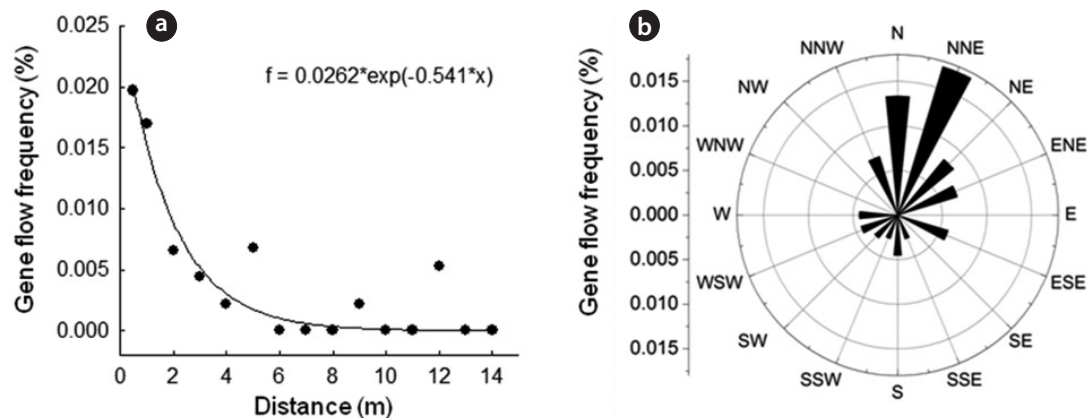 a
Gene flow frequency (%)
0.025
0.020
0.015
0.010
0.005
0.000
f = 0.0262*exp(-0.541*x)
0 2 4 6 8 10 12 14
Distance (m)
b
Gene flow frequency (%)
0.015
0.010
0.005
0.000
0.005
0.010
0.015
N
NNE
NE
ENE
E
ESE
SE
SSE
S
SSW
SW
WSW
W
WNW
NW
NNW